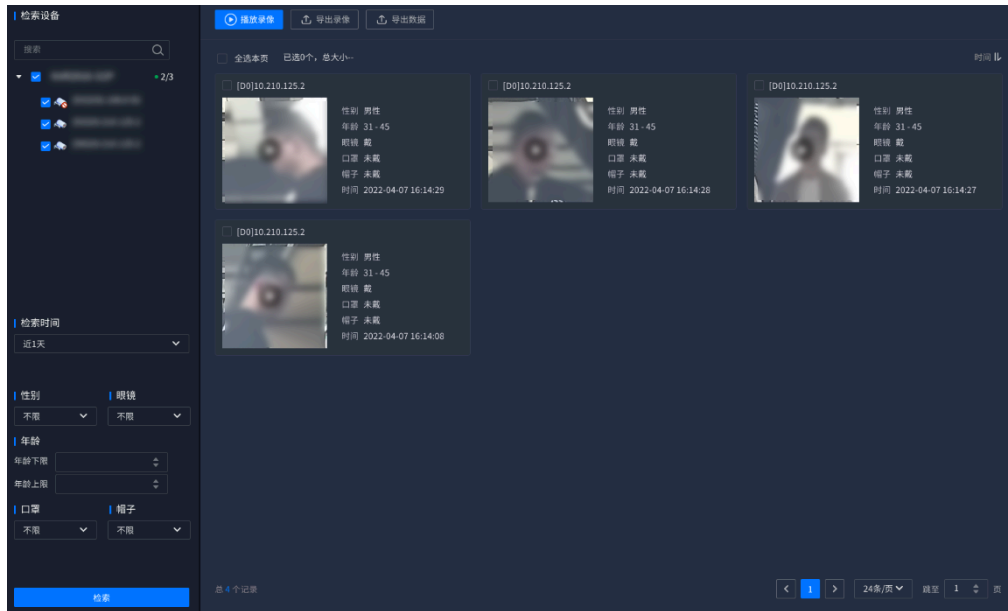 检索设备
搜索
2/3
检索时间
近1天
性别 眼镜
不限 不限
年龄
年龄下限
年龄上限
口罩 帽子
不限 不限
检索
播放录像 导出录像 导出数据
全选本页 已选0个，总大小--
时间
[D0]10.210.125.2
性别 男性
年龄 31 - 45
眼镜 戴
口罩 未戴
帽子 未戴
时间 2022-04-07 16:14:29
[D0]10.210.125.2
性别 男性
年龄 31 - 45
眼镜 戴
口罩 未戴
帽子 未戴
时间 2022-04-07 16:14:28
[D0]10.210.125.2
性别 男性
年龄 31 - 45
眼镜 戴
口罩 未戴
帽子 未戴
时间 2022-04-07 16:14:27
[D0]10.210.125.2
性别 男性
年龄 31 - 45
眼镜 戴
口罩 未戴
帽子 未戴
时间 2022-04-07 16:14:08
总 4 个记录
1 24条/页 跳至 1 页